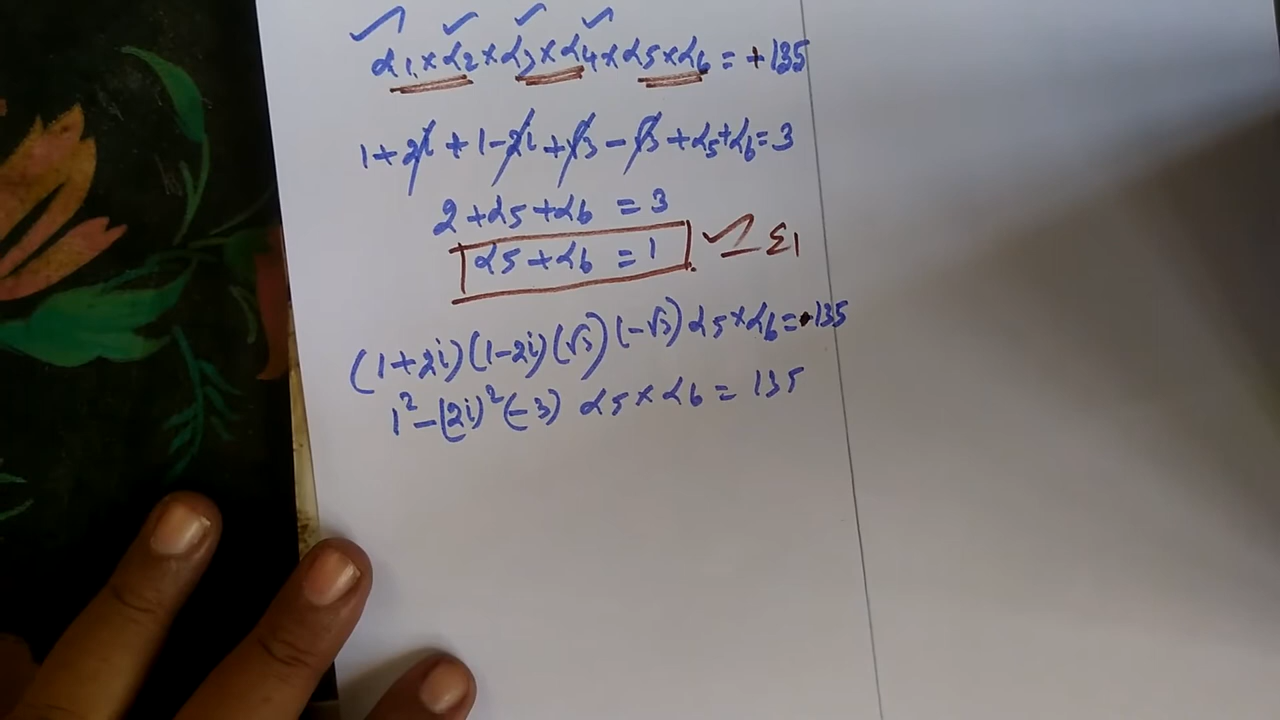 α1 × α2 × α3 × α4 × α5 × α6 = +135
1 + 2i + 1 - 2i + √3 - √3 + α5 + α6 = 3
2 + α5 + α6 = 3
α5 + α6 = 1 - Σ1
(1+2i)(1-2i)(√3)(-√3) α5 × α6 = 135
1² - (2i)² (-3) α5 × α6 = 135